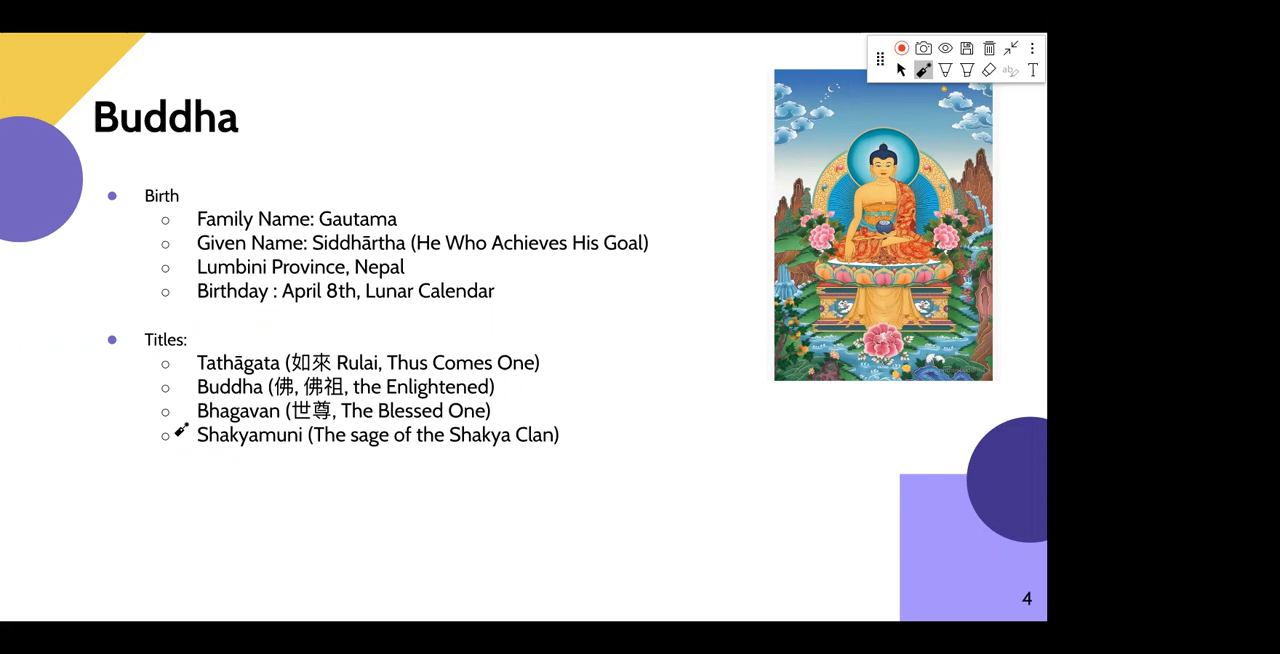 Buddha
Birth
Family Name: Gautama
Given Name: Siddhārtha (He Who Achieves His Goal)
Lumbini Province, Nepal
Birthday : April 8th, Lunar Calendar
Titles:
Tathāgata (如來 Rulai, Thus Comes One)
Buddha (佛, 佛祖, the Enlightened)
Bhagavan (世尊, The Blessed One)
Shakyamuni (The sage of the Shakya Clan)
4